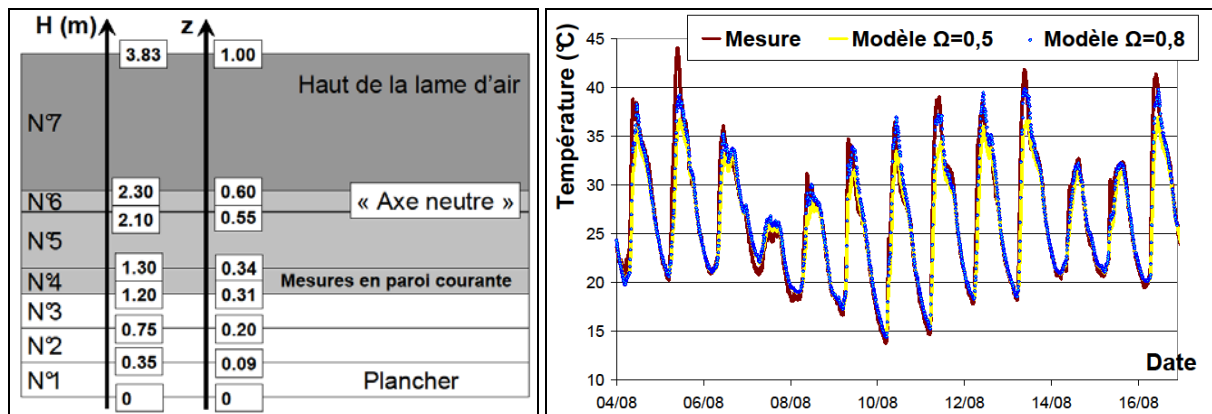 H (m) z
3.83 1.00
Haut de la lame d'air
N°7
2.30 0.60
N°6
« Axe neutre »
2.10 0.55
N°5
1.30 0.34
N°4 Mesures en paroi courante
1.20 0.31
N°3
0.75 0.20
N°2
0.35 0.09
N°1 Plancher
0 0
Mesure Modèle Ω=0,5 Modèle Ω=0,8
Température (°C)
45
40
35
30
25
20
15
10
Date
04/08 06/08 08/08 10/08 12/08 14/08 16/08